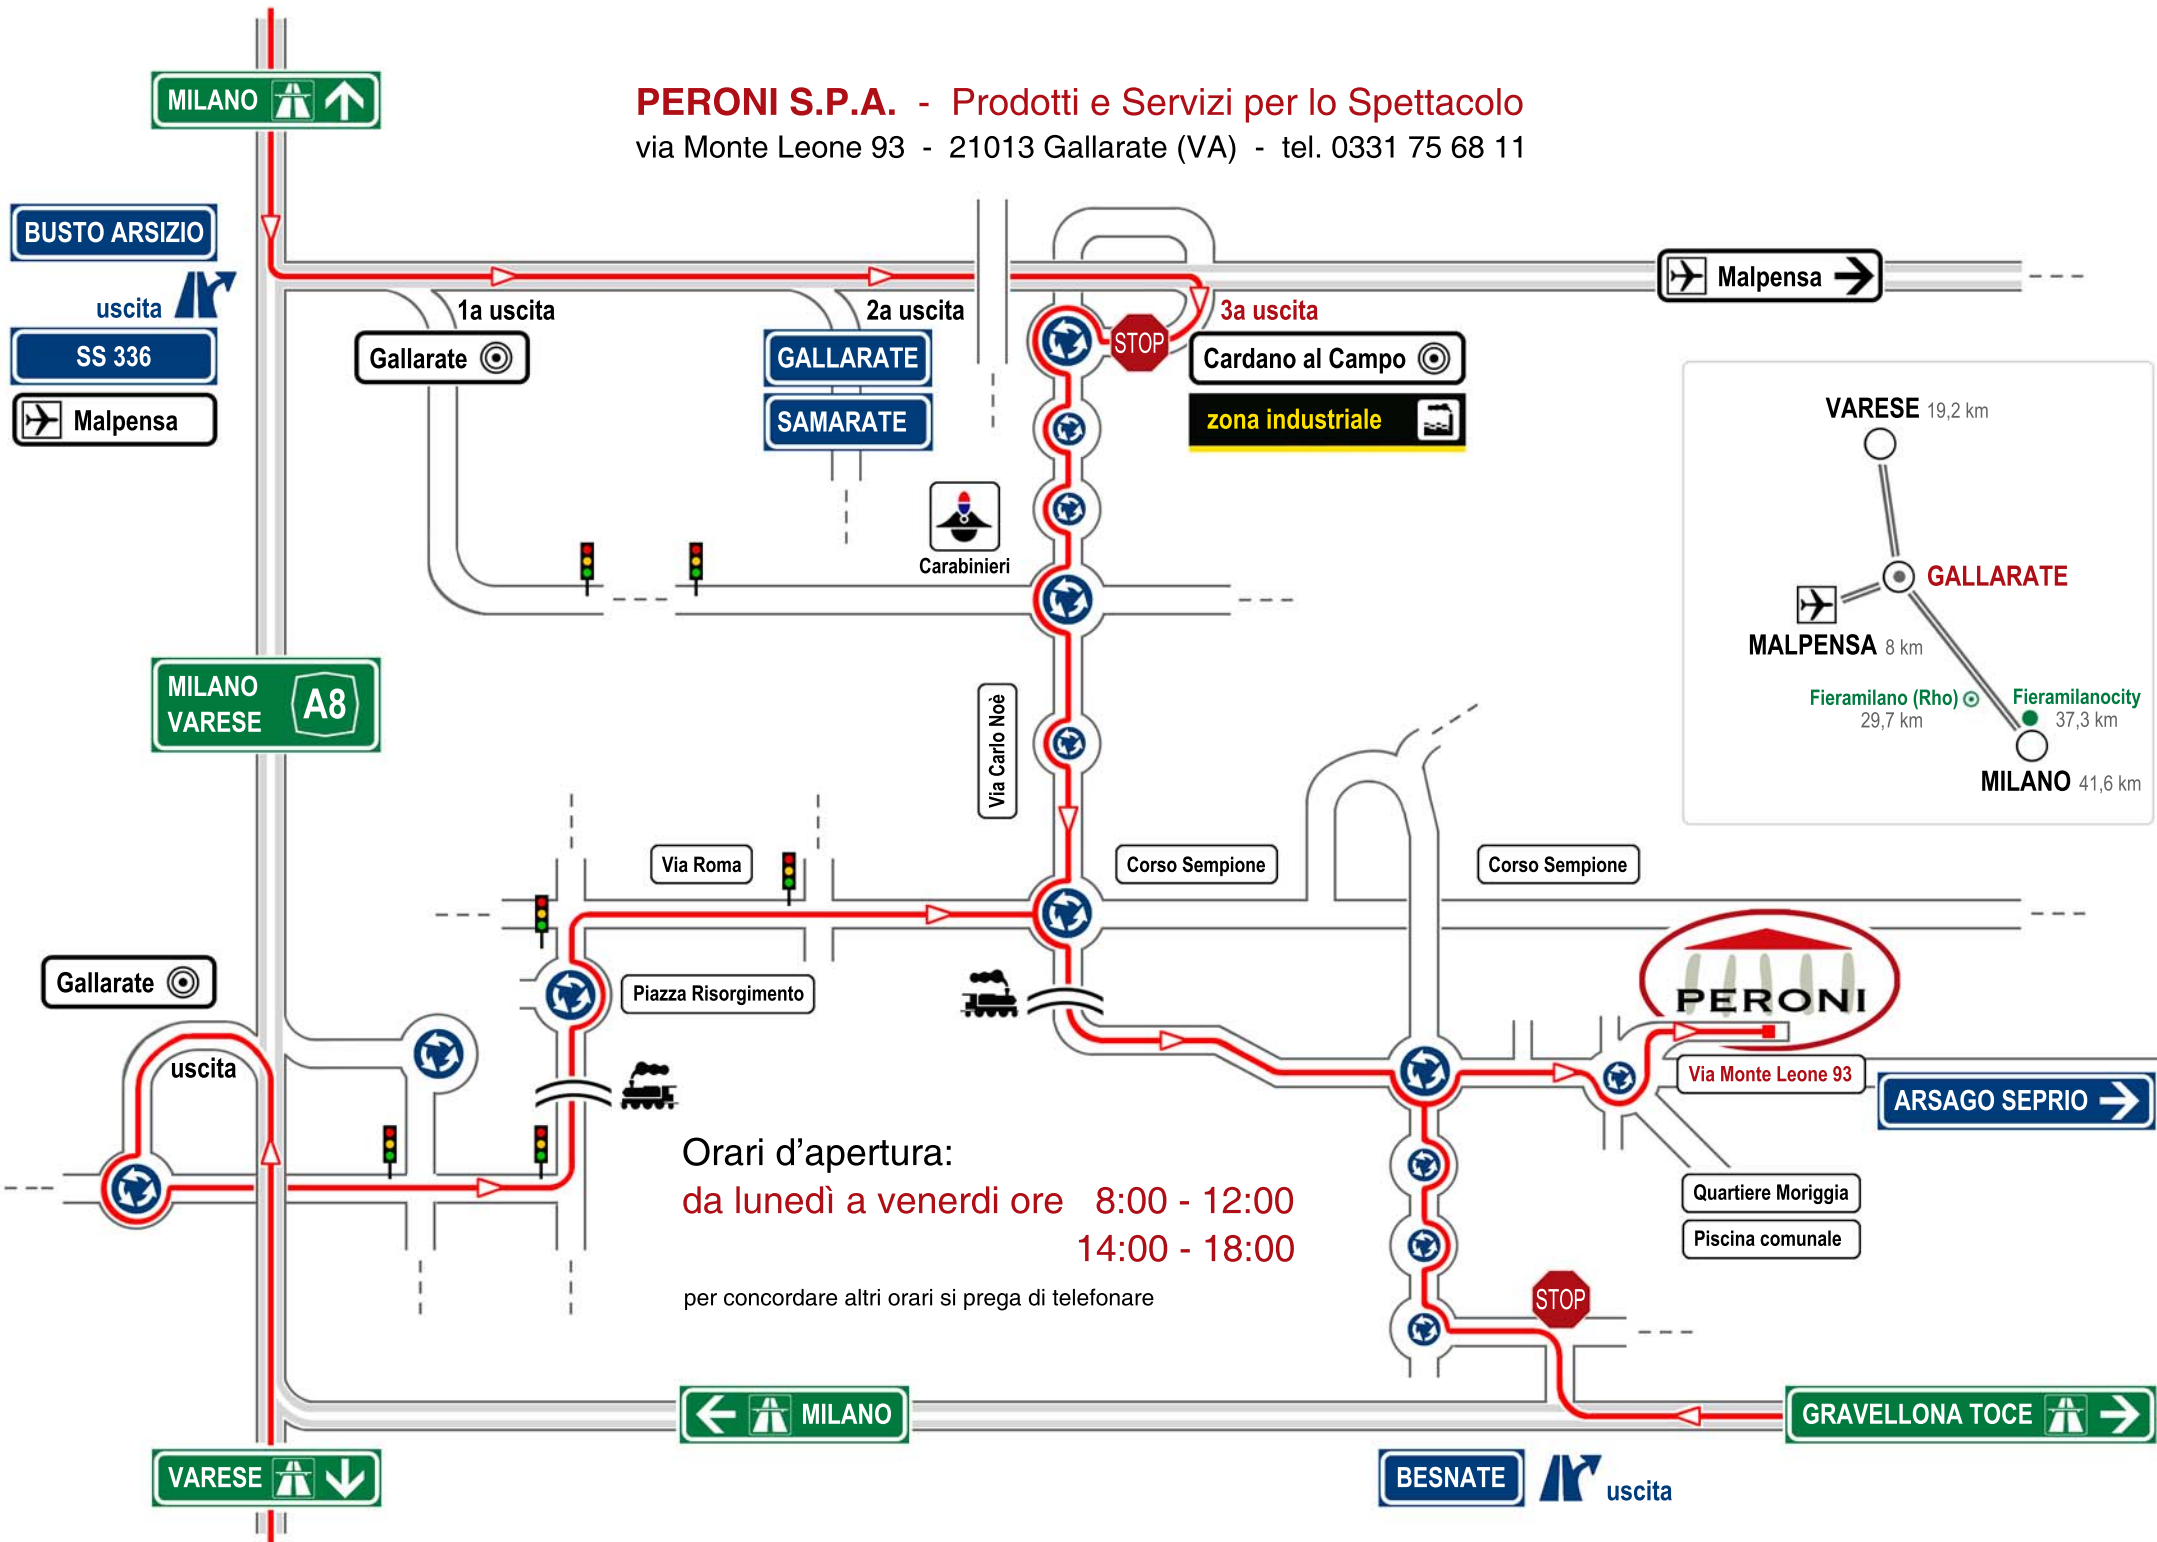 MILANO
PERONI S.P.A. - Prodotti e Servizi per lo Spettacolo
via Monte Leone 93 - 21013 Gallarate (VA) - tel. 0331 75 68 11
BUSTO ARSIZIO
uscita
SS 336
Malpensa
1a uscita
Gallarate
2a uscita
GALLARATE
SAMARATE
3a uscita
STOP
Cardano al Campo
zona industriale
Malpensa
Carabinieri
VARESE 19,2 km
GALLARATE
MALPENSA 8 km
Fieramilano (Rho)
29,7 km
Fieramilanocity
37,3 km
MILANO 41,6 km
MILANO
VARESE
A8
Via Carlo Noè
Via Roma
Corso Sempione
Corso Sempione
Gallarate
uscita
Piazza Risorgimento
PERONI
Via Monte Leone 93
ARSAGO SEPRIO
Quartiere Moriggia
Piscina comunale
Orari d'apertura:
da lunedì a venerdi ore 8:00 - 12:00
14:00 - 18:00
per concordare altri orari si prega di telefonare
STOP
MILANO
GRAVELLONA TOCE
VARESE
BESNATE
uscita